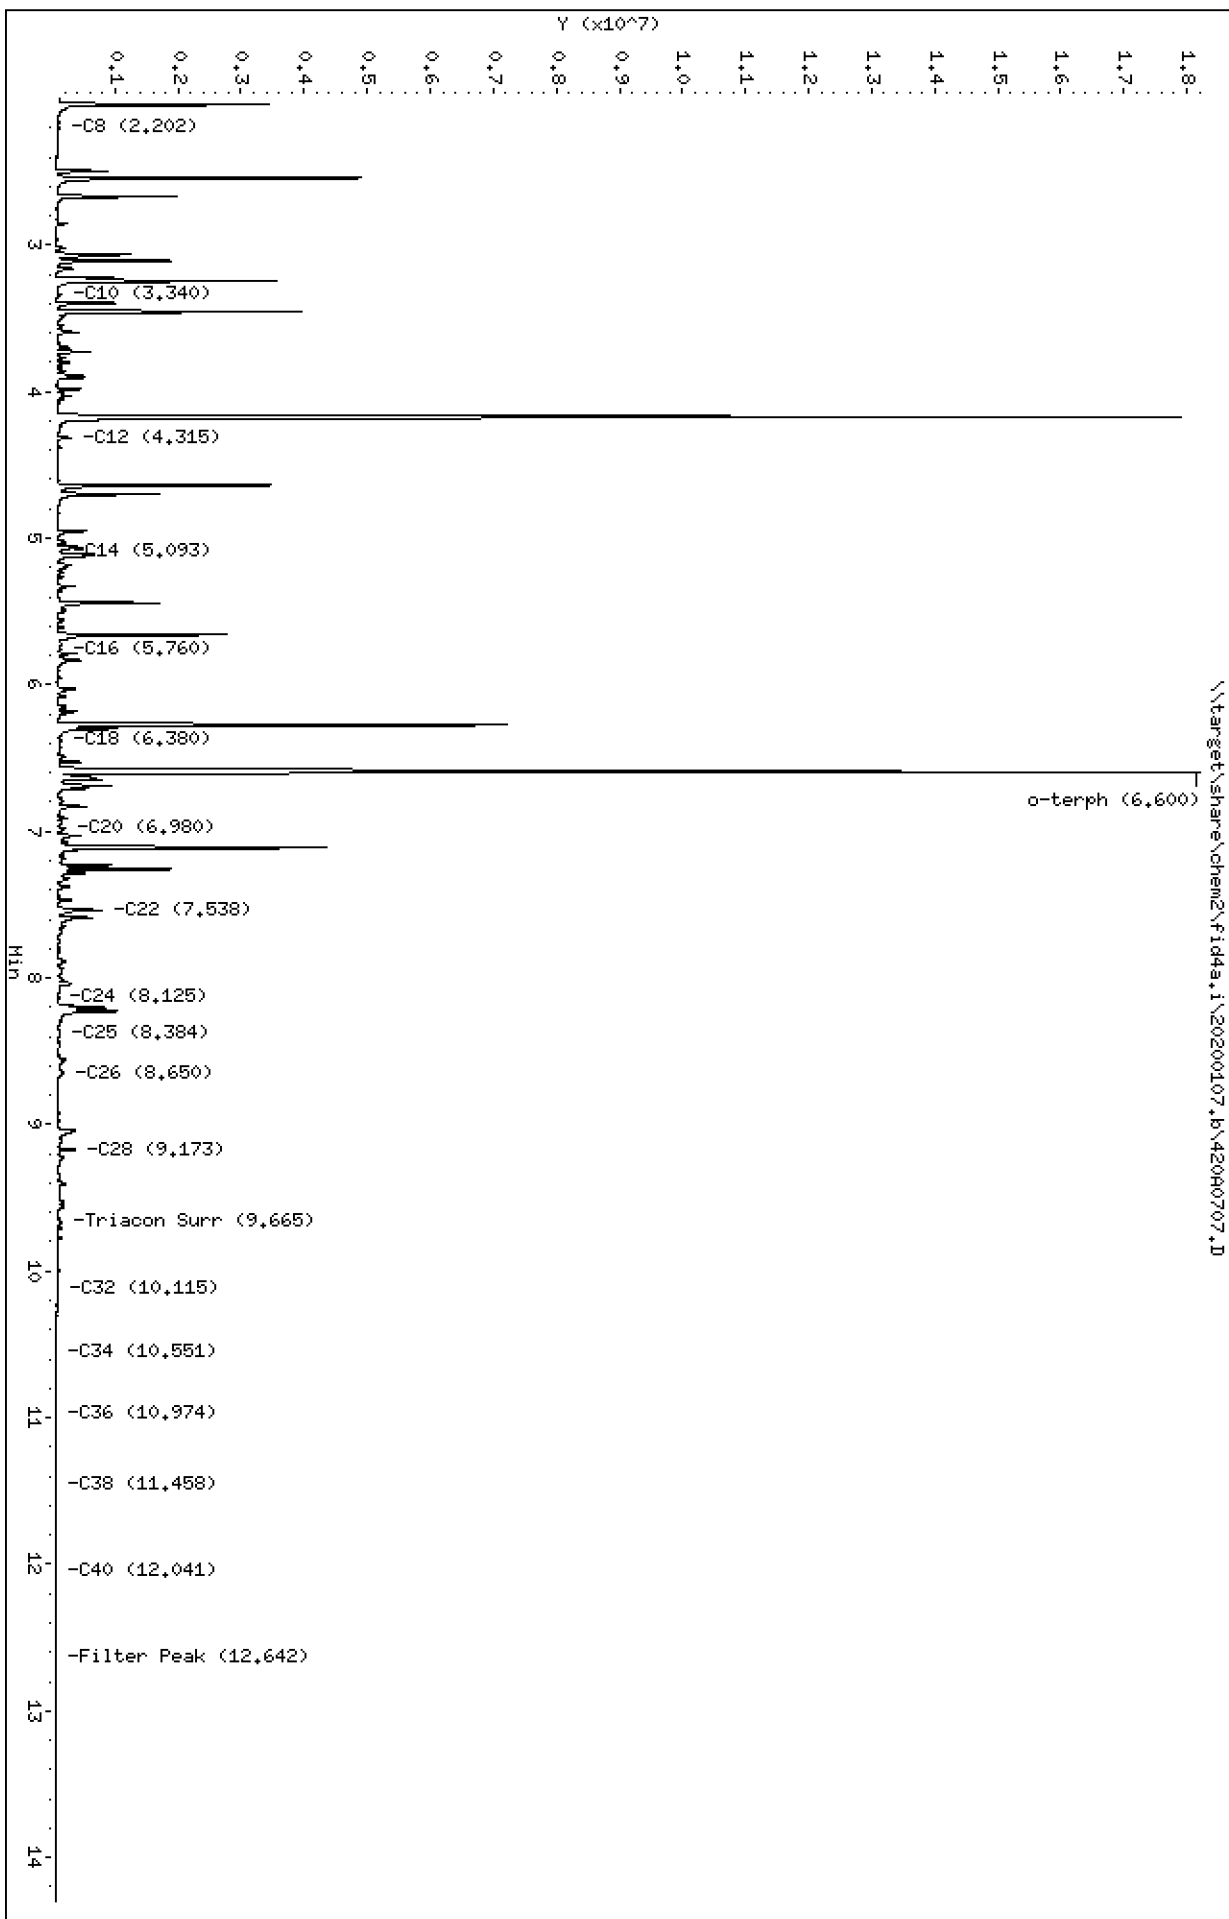 Y (x10^7)
0.1
0.2
0.3
0.4
0.5
0.6
0.7
0.8
0.9
1.0
1.1
1.2
1.3
1.4
1.5
1.6
1.7
1.8
-C8 (2.202)
3
-C10 (3.340)
4
-C12 (4.315)
5
-C14 (5.093)
-C16 (5.760)
6
-C18 (6.380)
o-terph (6.600)
-C20 (6.980)
7
-C22 (7.538)
Min
8
-C24 (8.125)
-C25 (8.384)
-C26 (8.650)
9
-C28 (9.173)
-Triacon Surr (9.665)
10
-C32 (10.115)
-C34 (10.551)
-C36 (10.974)
11
-C38 (11.458)
12
-C40 (12.041)
-Filter Peak (12.642)
13
14
\\target\share\chem2\fid4a.i\20200107.b\420A0707.D